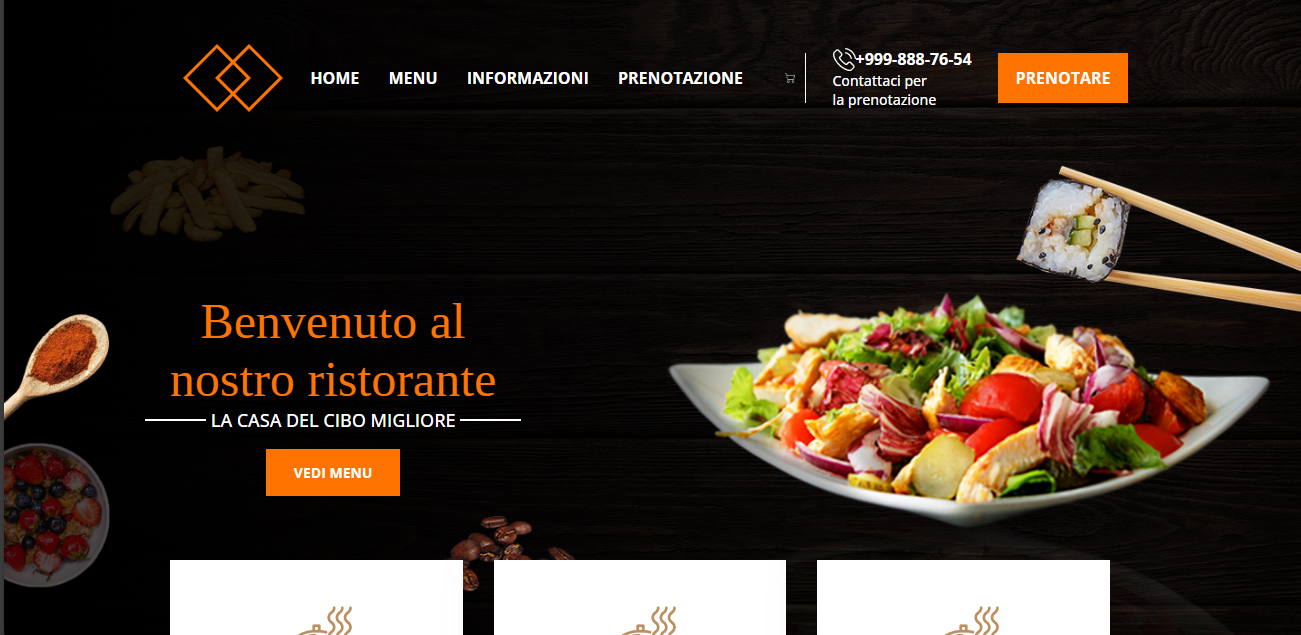 HOME MENU INFORMAZIONI PRENOTAZIONE
+999-888-76-54
Contattaci per
la prenotazione
PRENOTARE
Benvenuto al
nostro ristorante
LA CASA DEL CIBO MIGLIORE
VEDI MENU